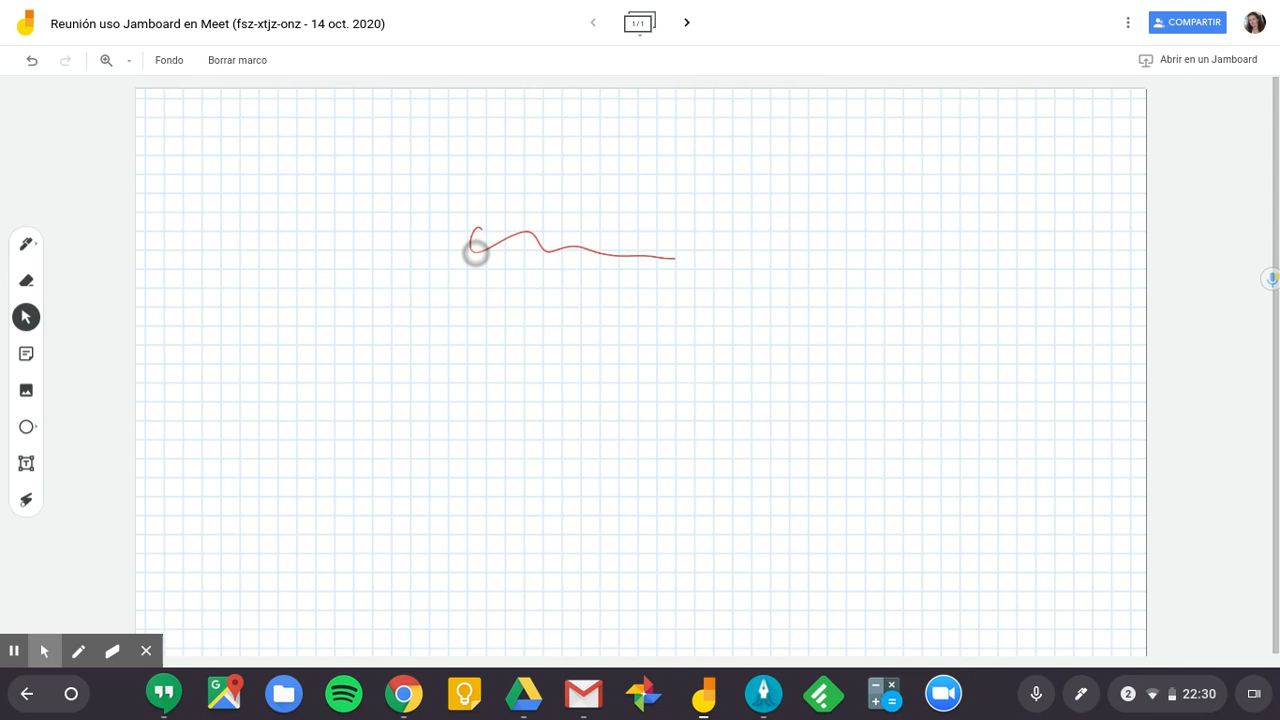 Reunión uso Jamboard en Meet (fsz-xtjz-onz - 14 oct. 2020)
1 / 1
COMPARTIR
Fondo
Borrar marco
Abrir en un Jamboard
T
G
2
22:30